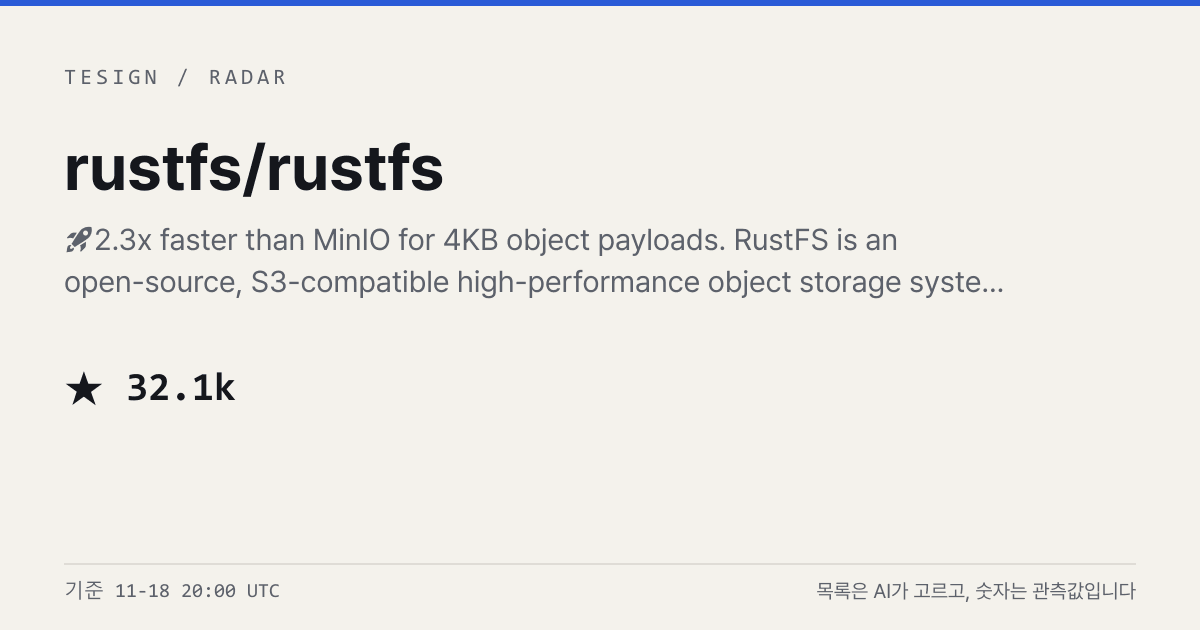 TESIGN / RADAR
rustfs/rustfs
🚀2.3x faster than MinIO for 4KB object payloads. RustFS is an
open-source, S3-compatible high-performance object storage syste…
★ 32.1k
기준 11-18 20:00 UTC
목록은 AI가 고르고, 숫자는 관측값입니다